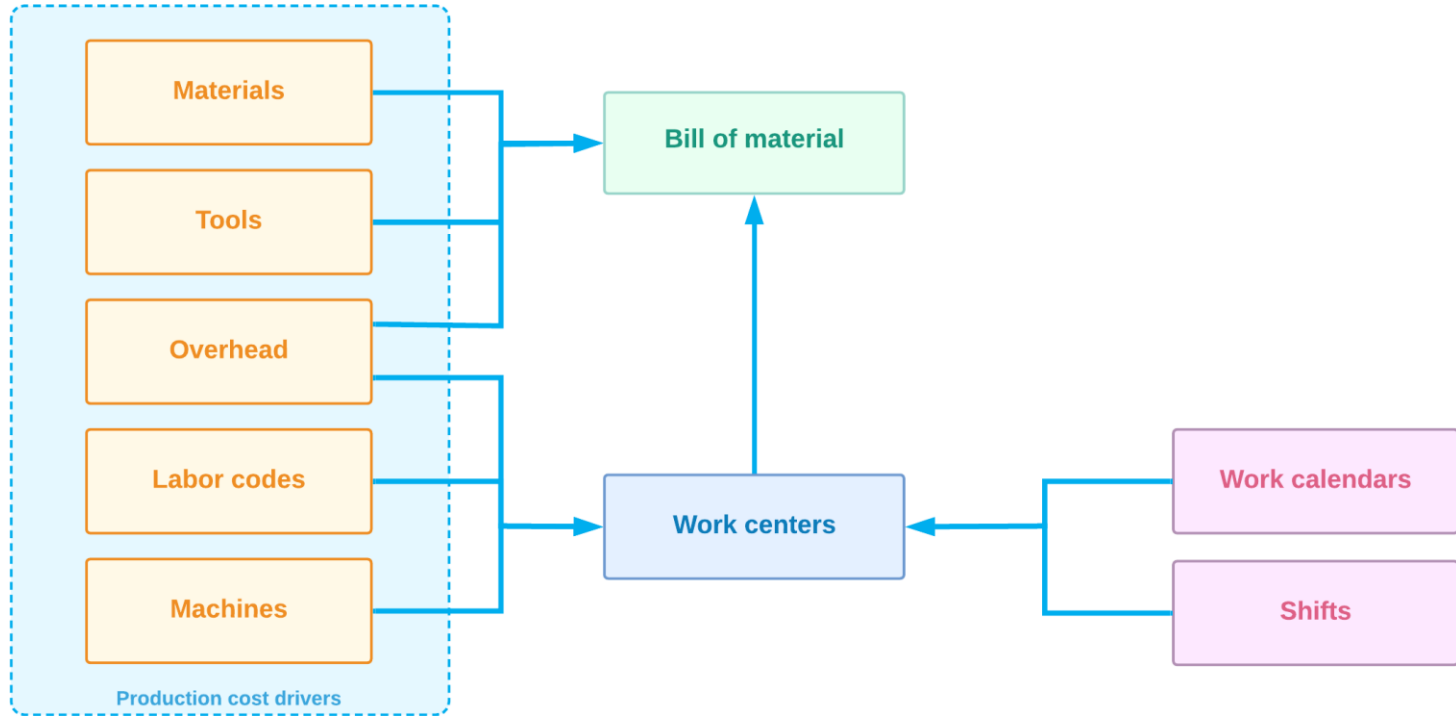 Materials
Tools
Overhead
Labor codes
Machines
Production cost drivers
Bill of material
Work centers
Work calendars
Shifts